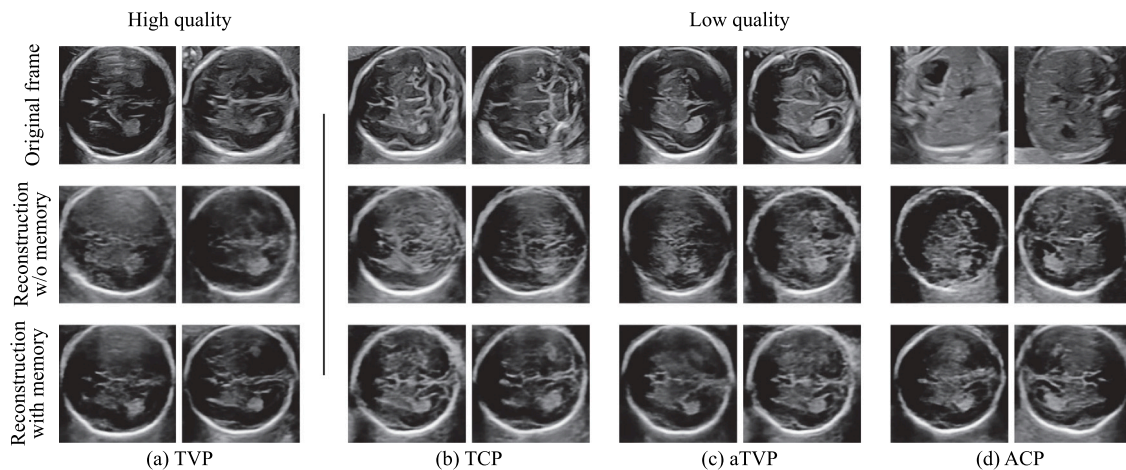 High quality
Low quality
Original frame
Reconstruction
w/o memory
Reconstruction
with memory
(a) TVP
(b) TCP
(c) aTVP
(d) ACP